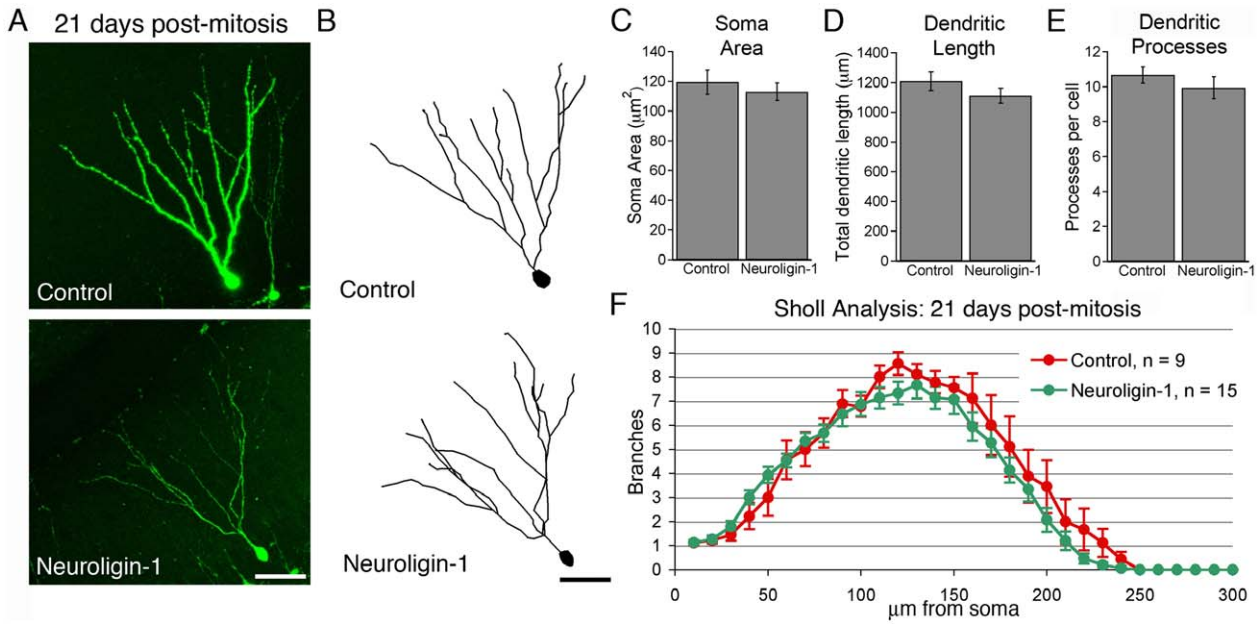 A 21 days post-mitosis
Control
Neuroligin-1
B
Control
Neuroligin-1
C Soma
Area
Soma Area (μm²)
140
120
100
80
60
40
20
0
Control Neuroligin-1
D Dendritic
Length
Total dendritic length (μm)
1400
1200
1000
800
600
400
200
0
Control Neuroligin-1
E Dendritic
Processes
Processes per cell
12
10
8
6
4
2
0
Control Neuroligin-1
F Sholl Analysis: 21 days post-mitosis
Branches
10
9
8
7
6
5
4
3
2
1
0
Control, n = 9
Neuroligin-1, n = 15
0 50 100 150 200 250 300
μm from soma